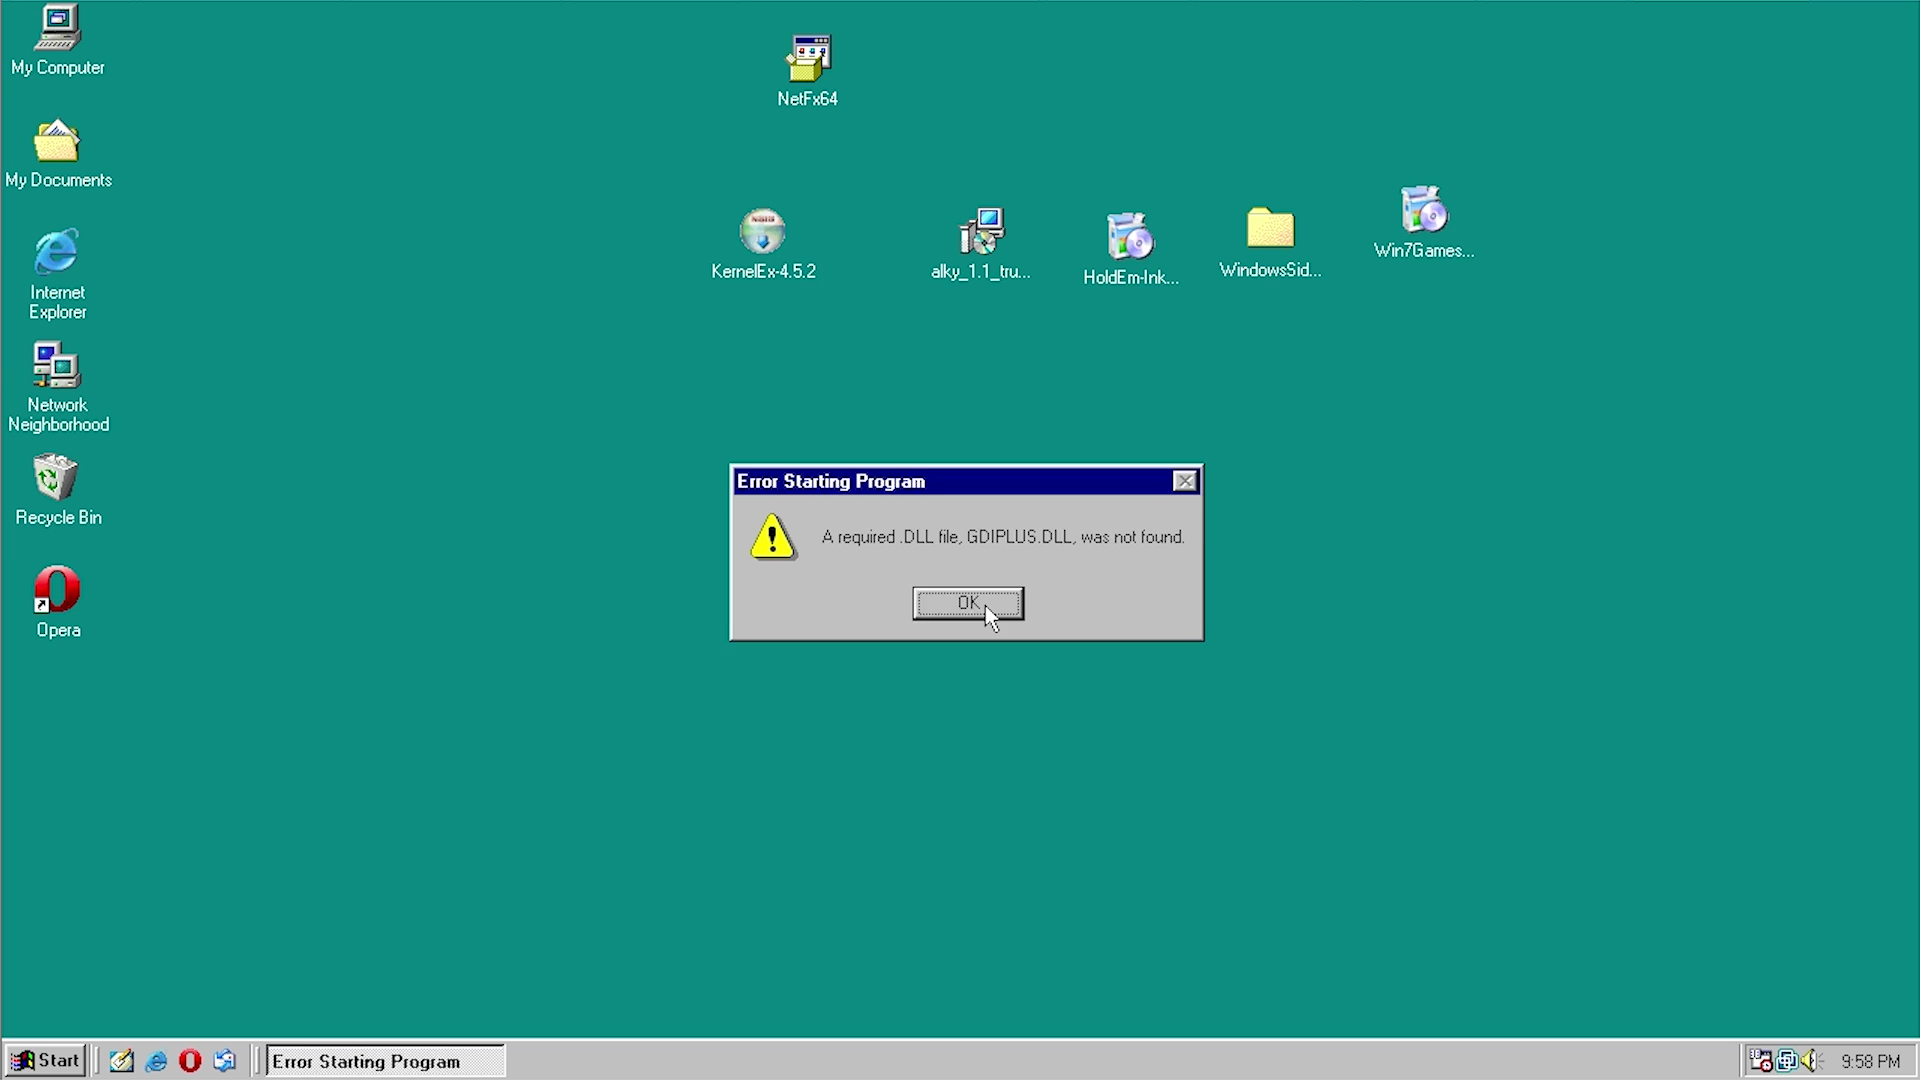 My Computer
My Documents
Internet
Explorer
Network
Neighborhood
Recycle Bin
Opera
NetFx64
KernelEx-4.5.2
alky_1.1_tru...
HoldEm-Ink...
WindowsSid...
Win7Games...
Error Starting Program
A required .DLL file, GDIPLUS.DLL, was not found.
OK
Start
Error Starting Program
9:58 PM